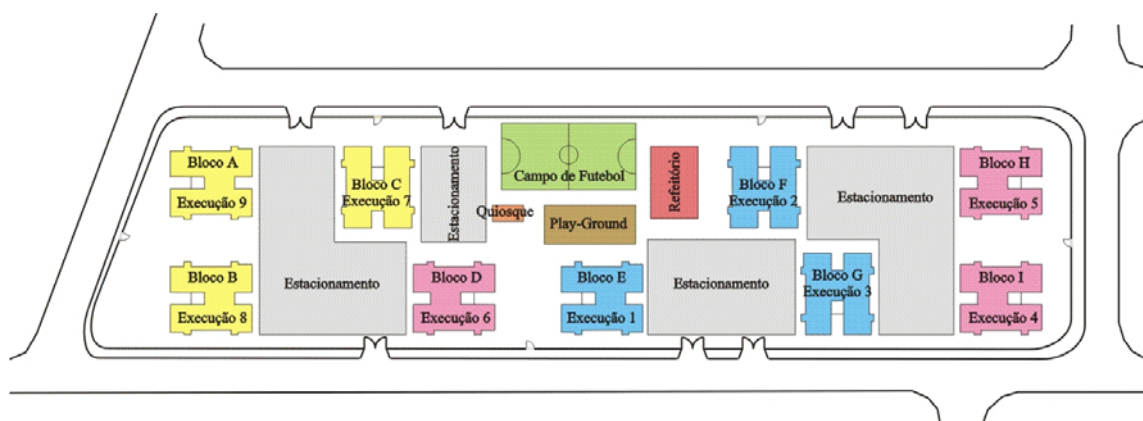 Bloco A
Execução 9
Bloco C
Execução 7
Estacionamento
Campo de Futebol
Refeitório
Bloco F
Execução 2
Estacionamento
Bloco H
Execução 5
Quiosque
Play-Ground
Bloco B
Execução 8
Estacionamento
Bloco D
Execução 6
Bloco E
Execução 1
Estacionamento
Bloco G
Execução 3
Bloco I
Execução 4